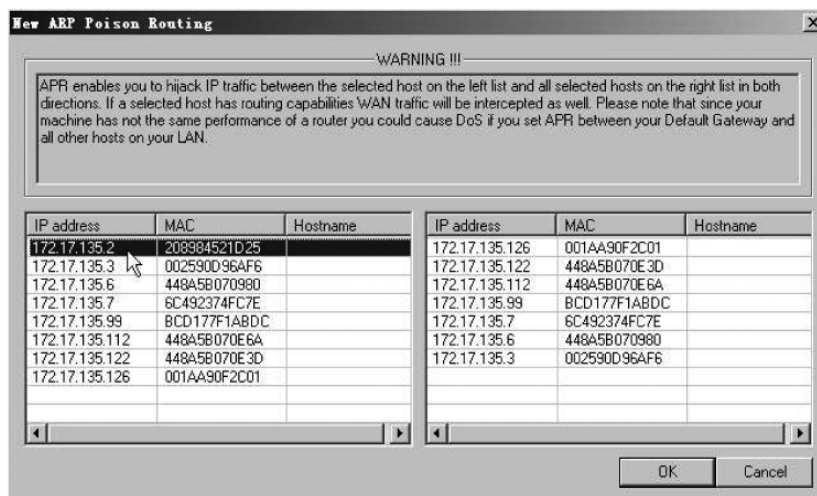 New ARP Poison Routing
WARNING !!!
APR enables you to hijack IP traffic between the selected host on the left list and all selected hosts on the right list in both
directions. If a selected host has routing capabilities WAN traffic will be intercepted as well. Please note that since your
machine has not the same performance of a router you could cause DoS if you set APR between your Default Gateway and
all other hosts on your LAN.
IP address MAC Hostname
172.17.135.2 208984521D25
172.17.135.3 002590D96AF6
172.17.135.6 448A5B070980
172.17.135.7 6C492374FC7E
172.17.135.99 BCD177F1ABDC
172.17.135.112 448A5B070E6A
172.17.135.122 448A5B070E3D
172.17.135.126 001AA90F2C01
IP address MAC Hostname
172.17.135.126 001AA90F2C01
172.17.135.122 448A5B070E3D
172.17.135.112 448A5B070E6A
172.17.135.99 BCD177F1ABDC
172.17.135.7 6C492374FC7E
172.17.135.6 448A5B070980
172.17.135.3 002590D96AF6
OK Cancel